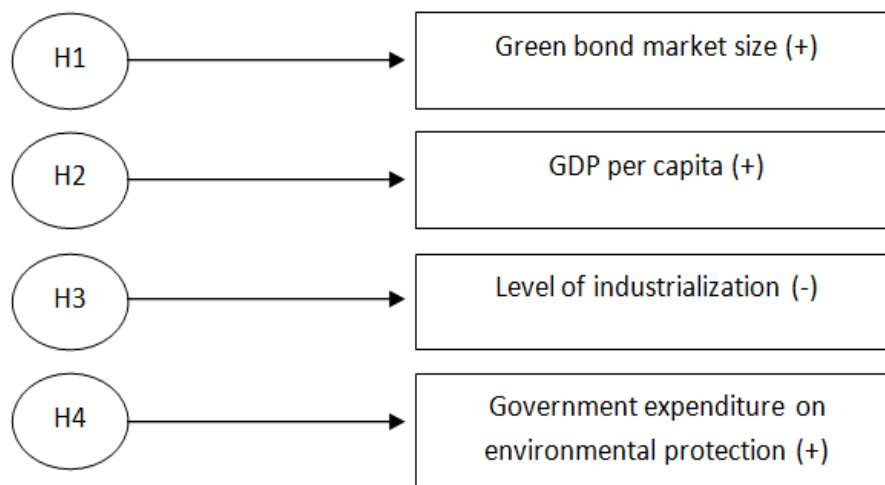 H1
Green bond market size (+)
H2
GDP per capita (+)
H3
Level of industrialization (-)
H4
Government expenditure on
environmental protection (+)